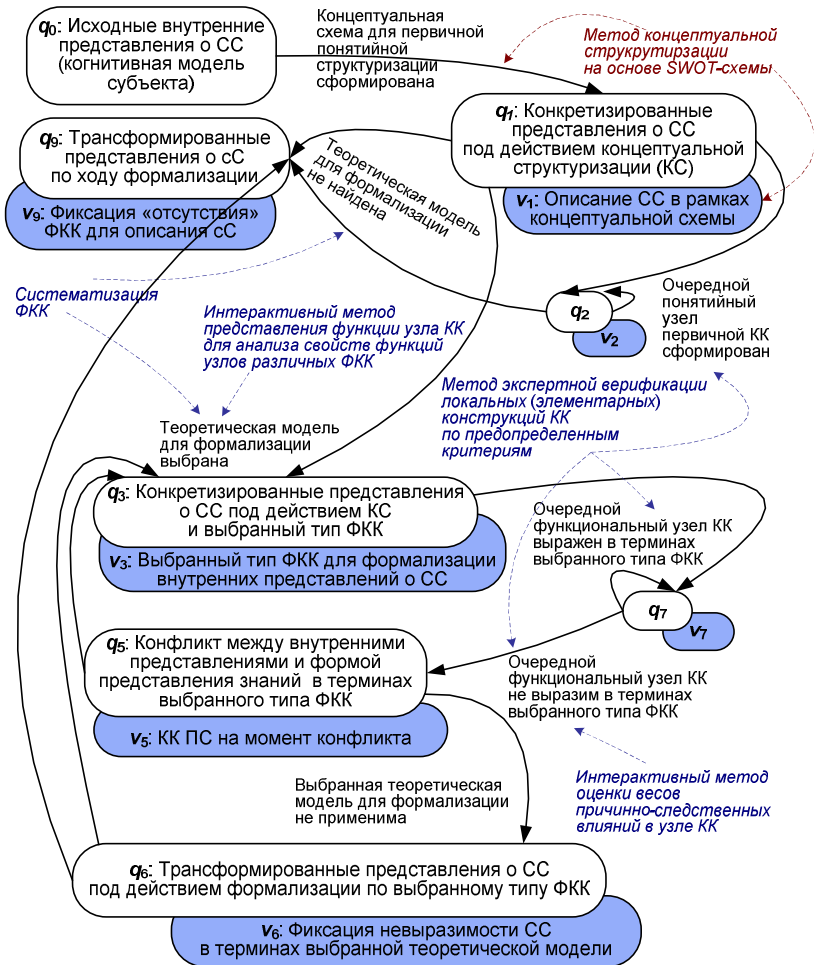 q0: Исходные внутренние
представления о СС
(когнитивная модель
субъекта)
Концептуальная
схема для первичной
понятийной
структуризации
сформирована
Метод концептуальной
струкрутирзации
на основе SWOT-схемы
q1: Конкретизированные
представления о СС
под действием концептуальной
структуризации (КС)
v1: Описание СС в рамках
концептуальной схемы
q9: Трансформированные
представления о сС
по ходу формализации
v9: Фиксация «отсутствия»
ФКК для описания сС
Теоретическая модель
для формализации
не найдена
q2
v2
Очередной
понятийный
узел
первичной КК
сформирован
Систематизация
ФКК
Интерактивный метод
представления функции узла КК
для анализа свойств функций
узлов различных ФКК
Метод экспертной верификации
локальных (элементарных)
конструкций КК
по предопределенным
критериям
Теоретическая модель
для формализации
выбрана
q3: Конкретизированные представления
о СС под действием КС
и выбранный тип ФКК
v3: Выбранный тип ФКК для формализации
внутренних представлений о СС
Очередной
функциональный узел КК
выражен в терминах
выбранного типа ФКК
q7
v7
q5: Конфликт между внутренними
представлениями и формой
представления знаний в терминах
выбранного типа ФКК
v5: КК ПС на момент конфликта
Очередной
функциональный узел КК
не выразим в терминах
выбранного типа ФКК
Интерактивный метод
оценки весов
причинно-следственных
влияний в узле КК
Выбранная теоретическая
модель для формализации
не применима
q6: Трансформированные представления о СС
под действием формализации по выбранному типу ФКК
v6: Фиксация невыразимости СС
в терминах выбранной теоретической модели